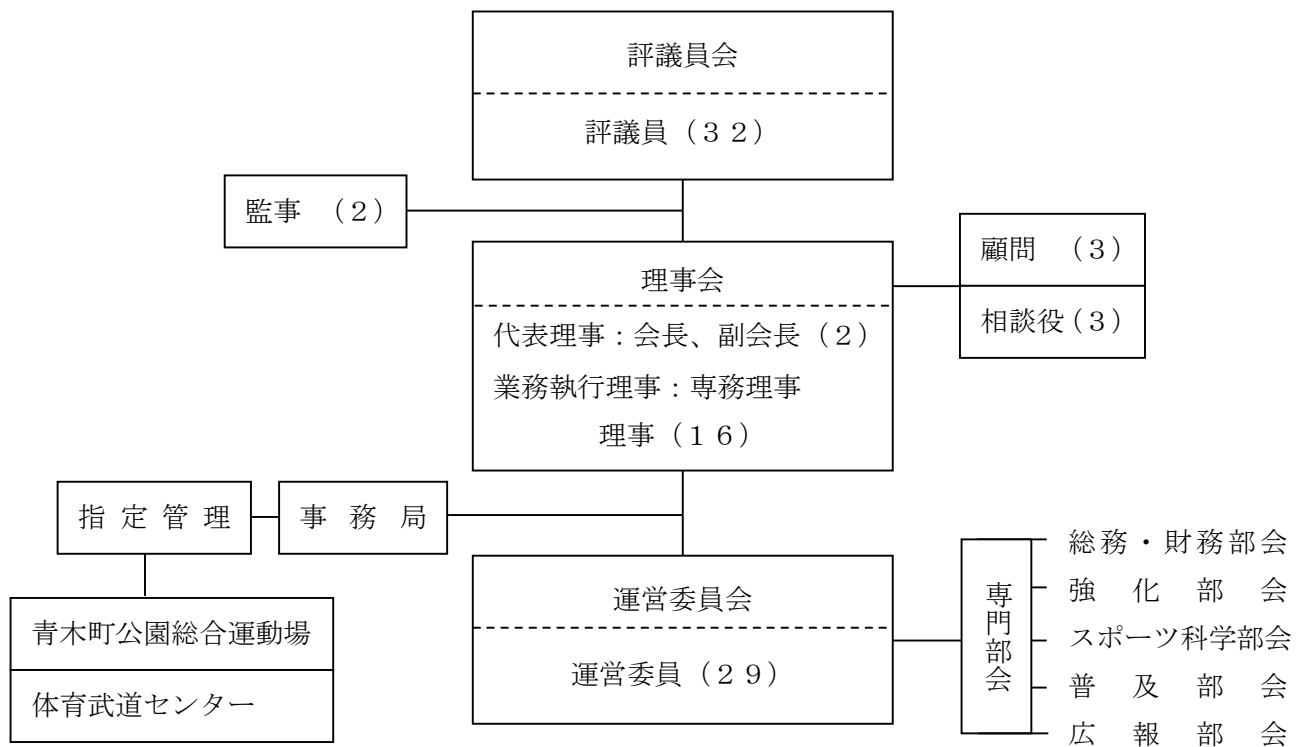 評議員会
評議員（３２）
監事　（２）
顧問　（３）
相談役（３）
理事会
代表理事：会長、副会長（２）
業務執行理事：専務理事
理事（１６）
指定管理
事務局
青木町公園総合運動場
体育武道センター
運営委員会
運営委員（２９）
専門部会
総務・財務部会
強化部会
スポーツ科学部会
普及部会
広報部会